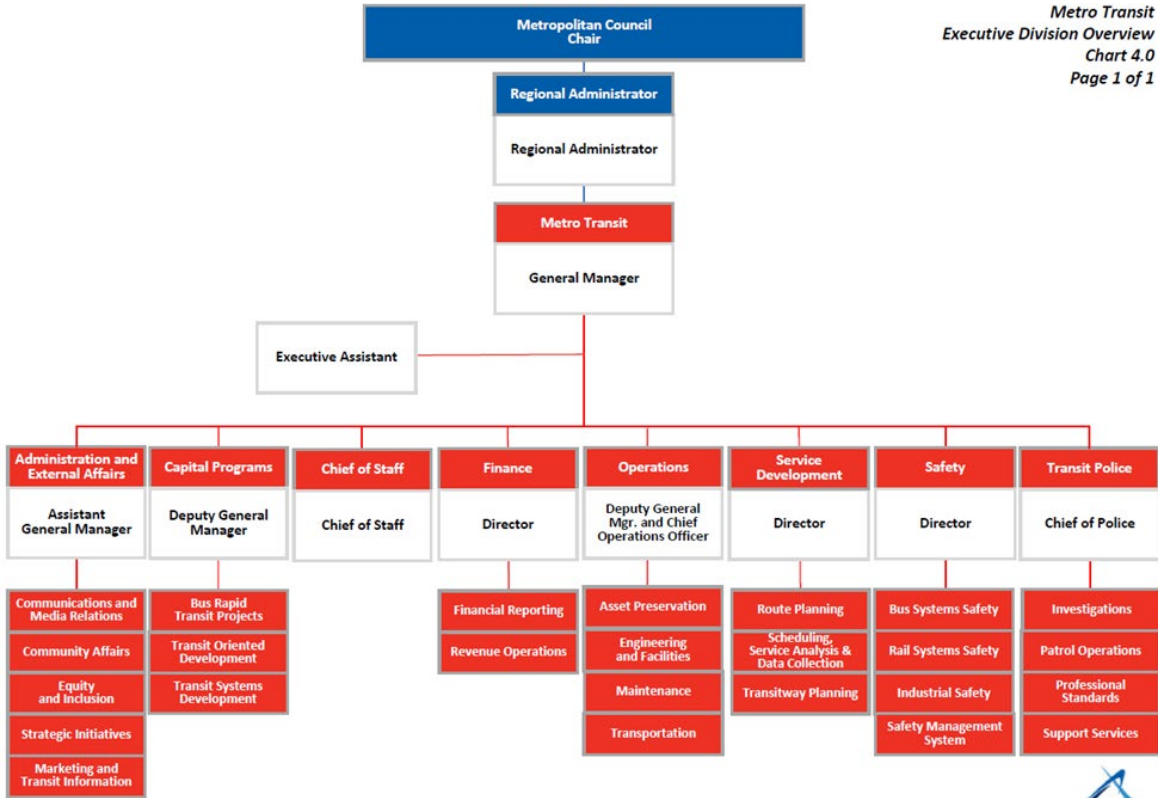 Metro Transit
Executive Division Overview
Chart 4.0
Page 1 of 1
Metropolitan Council
Chair
Regional Administrator
Regional Administrator
Metro Transit
General Manager
Executive Assistant
Administration and
External Affairs
Assistant
General Manager
Communications and
Media Relations
Community Affairs
Equity
and Inclusion
Strategic Initiatives
Marketing and
Transit Information
Capital Programs
Deputy General
Manager
Bus Rapid
Transit Projects
Transit Oriented
Development
Transit Systems
Development
Chief of Staff
Chief of Staff
Finance
Director
Financial Reporting
Revenue Operations
Operations
Deputy General
Mgr. and Chief
Operations Officer
Asset Preservation
Engineering
and Facilities
Maintenance
Transportation
Service
Development
Director
Route Planning
Scheduling,
Service Analysis &
Data Collection
Transitway Planning
Safety
Director
Bus Systems Safety
Rail Systems Safety
Industrial Safety
Safety Management
System
Transit Police
Chief of Police
Investigations
Patrol Operations
Professional
Standards
Support Services